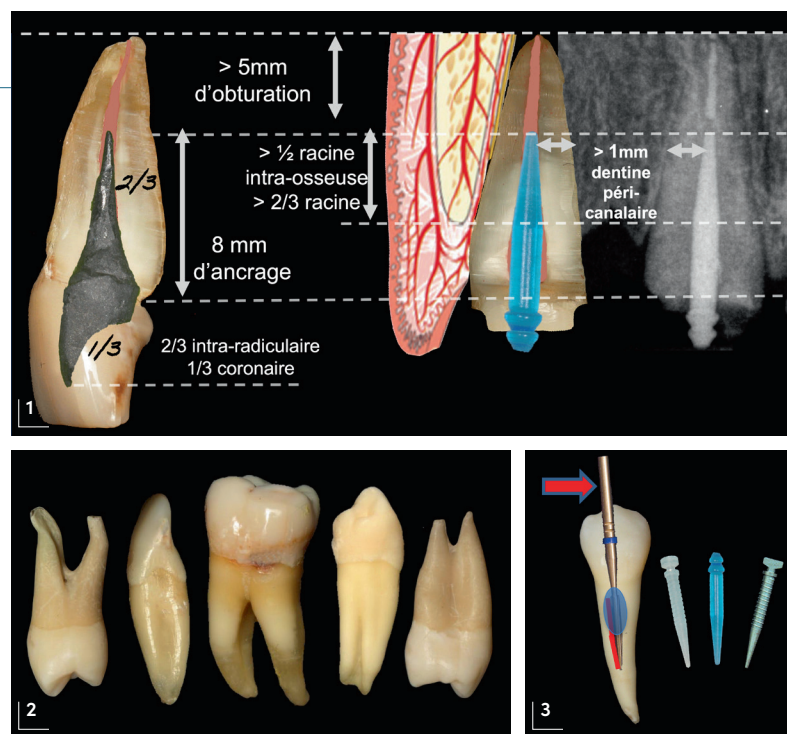 > 5mm
d'obturation
> ½ racine
intra-osseuse
> 2/3 racine
> 1mm
dentine
péri-
canalaire
2/3
8 mm
d'ancrage
1/3
2/3 intra-radiculaire
1/3 coronaire
1
2
3